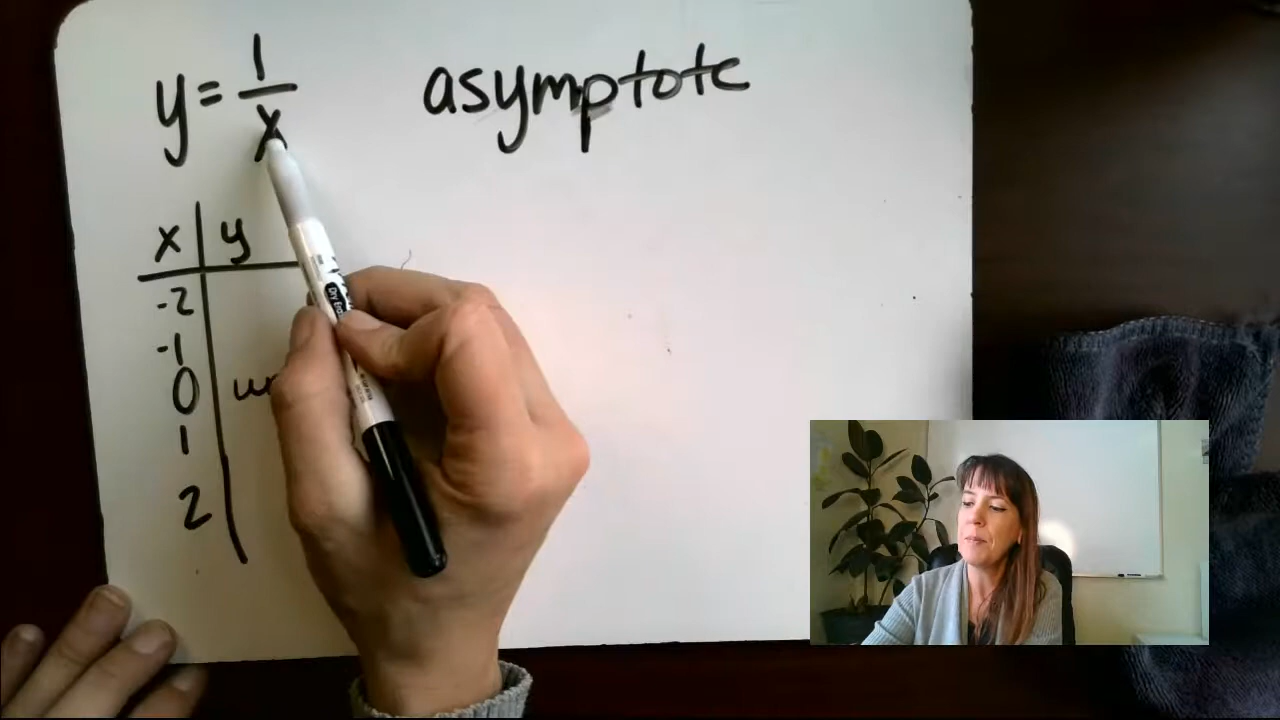 y = 1/x
asymptote
x y
-2
-1
0
1
2